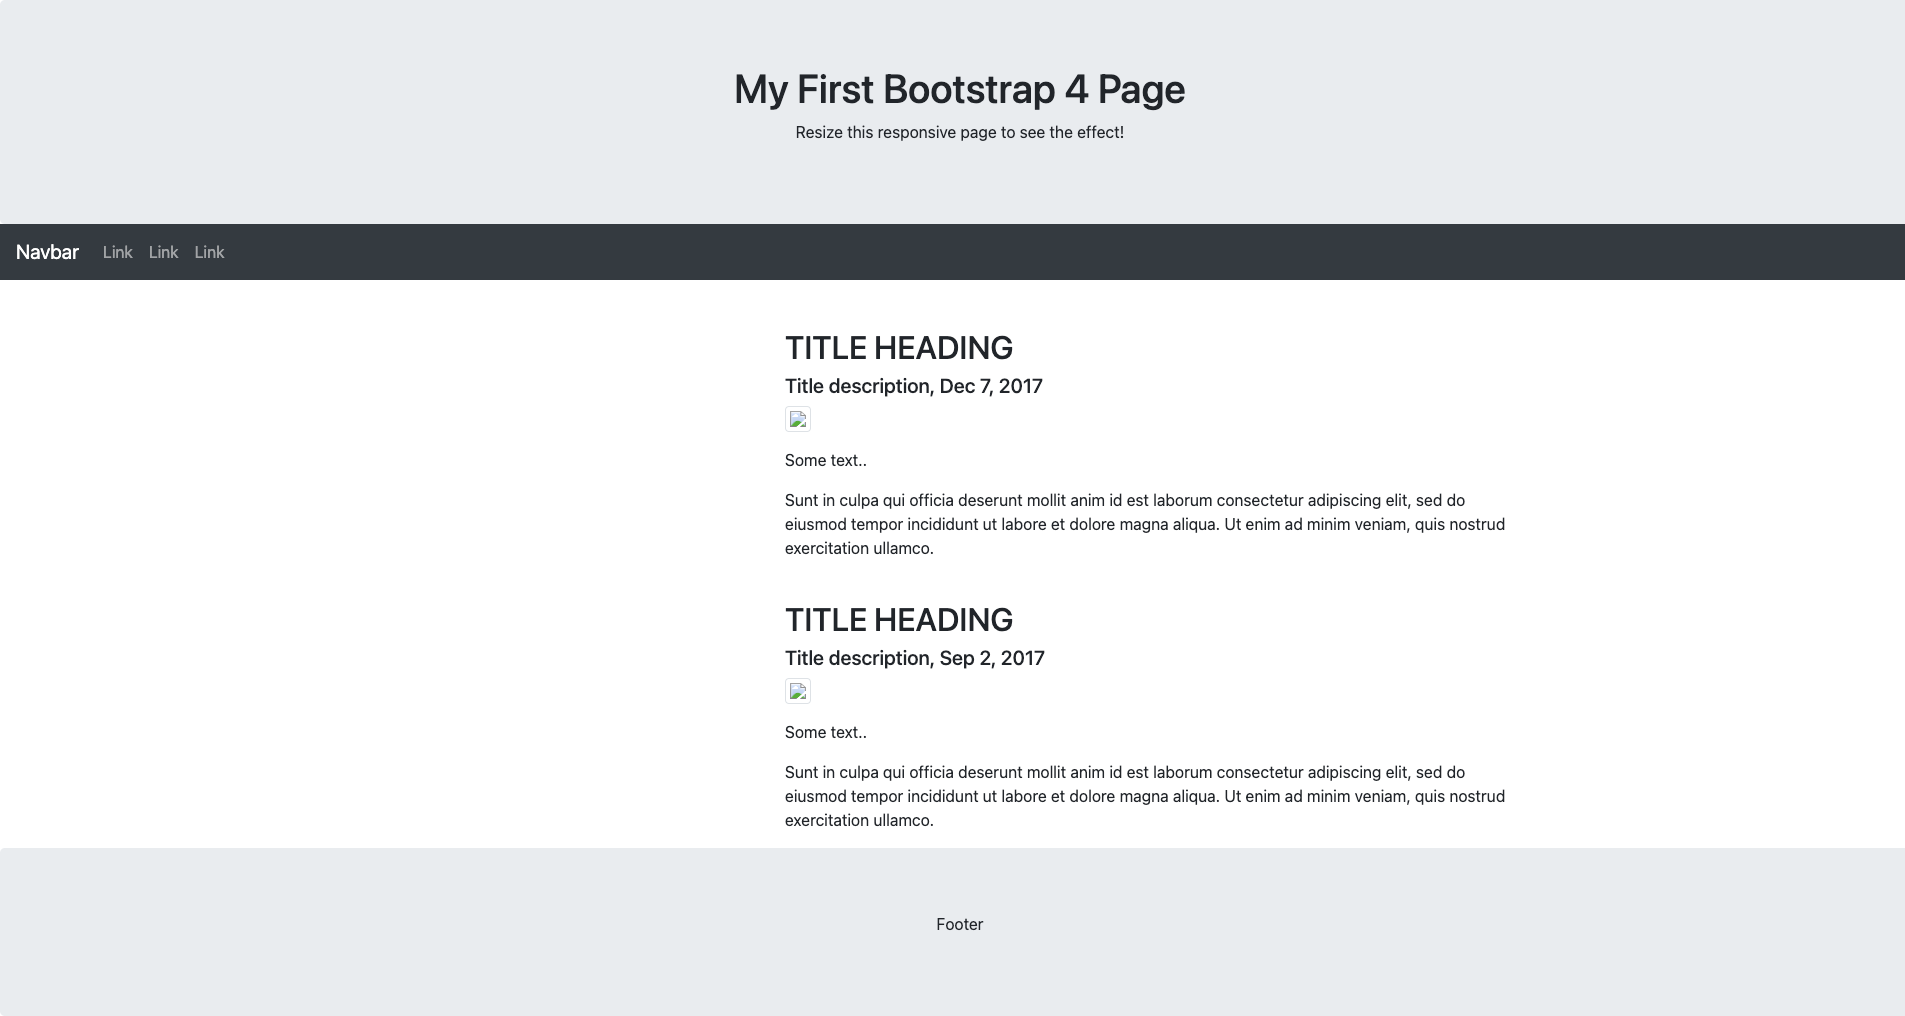 My First Bootstrap 4 Page
Resize this responsive page to see the effect!
Navbar Link Link Link
TITLE HEADING
Title description, Dec 7, 2017
Some text..
Sunt in culpa qui officia deserunt mollit anim id est laborum consectetur adipiscing elit, sed do
eiusmod tempor incididunt ut labore et dolore magna aliqua. Ut enim ad minim veniam, quis nostrud
exercitation ullamco.
TITLE HEADING
Title description, Sep 2, 2017
Some text..
Sunt in culpa qui officia deserunt mollit anim id est laborum consectetur adipiscing elit, sed do
eiusmod tempor incididunt ut labore et dolore magna aliqua. Ut enim ad minim veniam, quis nostrud
exercitation ullamco.
Footer